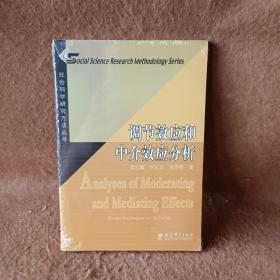 Social Science Research Methodology Series
社会科学研究方法丛书
调节效应和
中介效应分析
Analyses of Moderating
and Mediating Effects